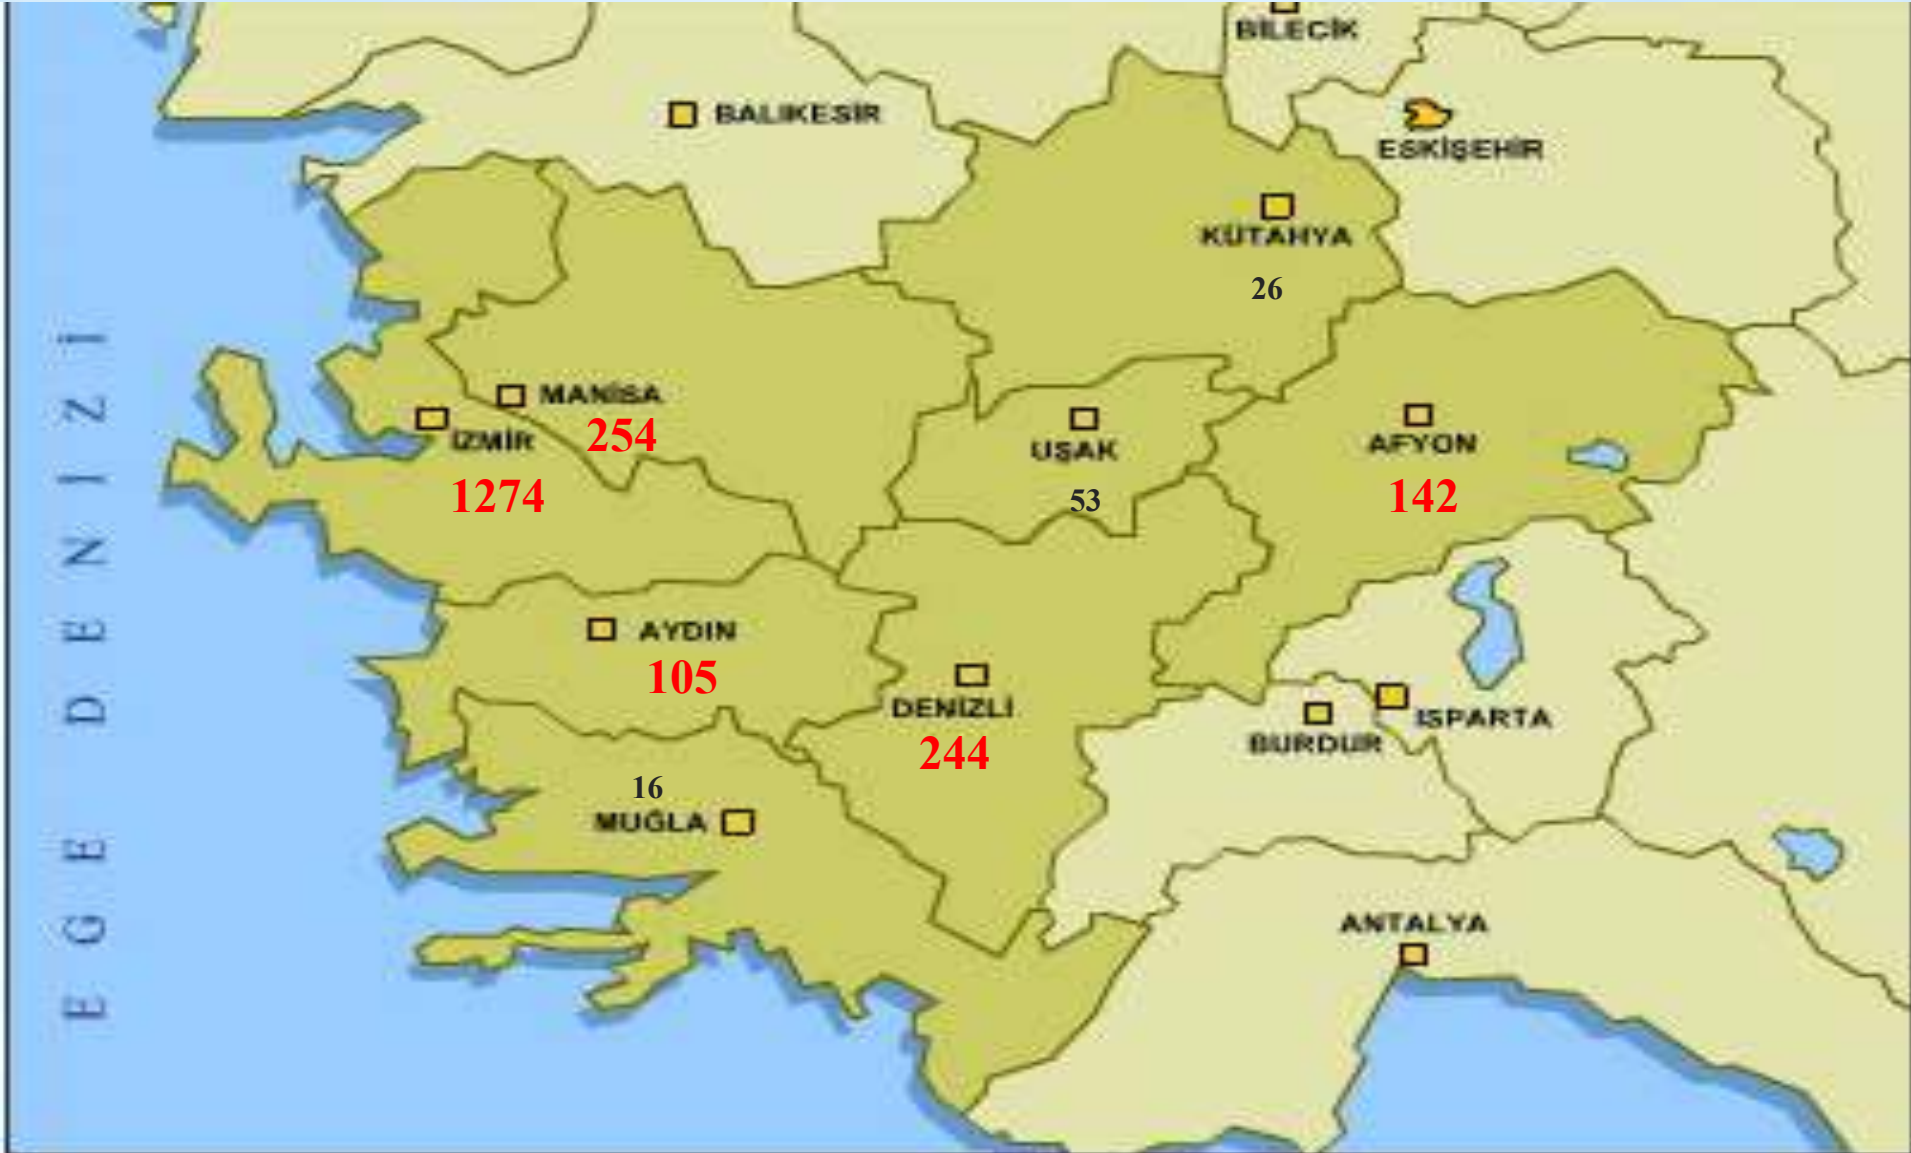 BİLECİK
BALIKESİR
ESKİŞEHİR
KÜTAHYA
26
MANİSA
254
İZMİR
1274
UŞAK
53
AFYON
142
AYDIN
105
DENİZLİ
244
BURDUR
ISPARTA
16
MUĞLA
ANTALYA
EGE DENİZİ